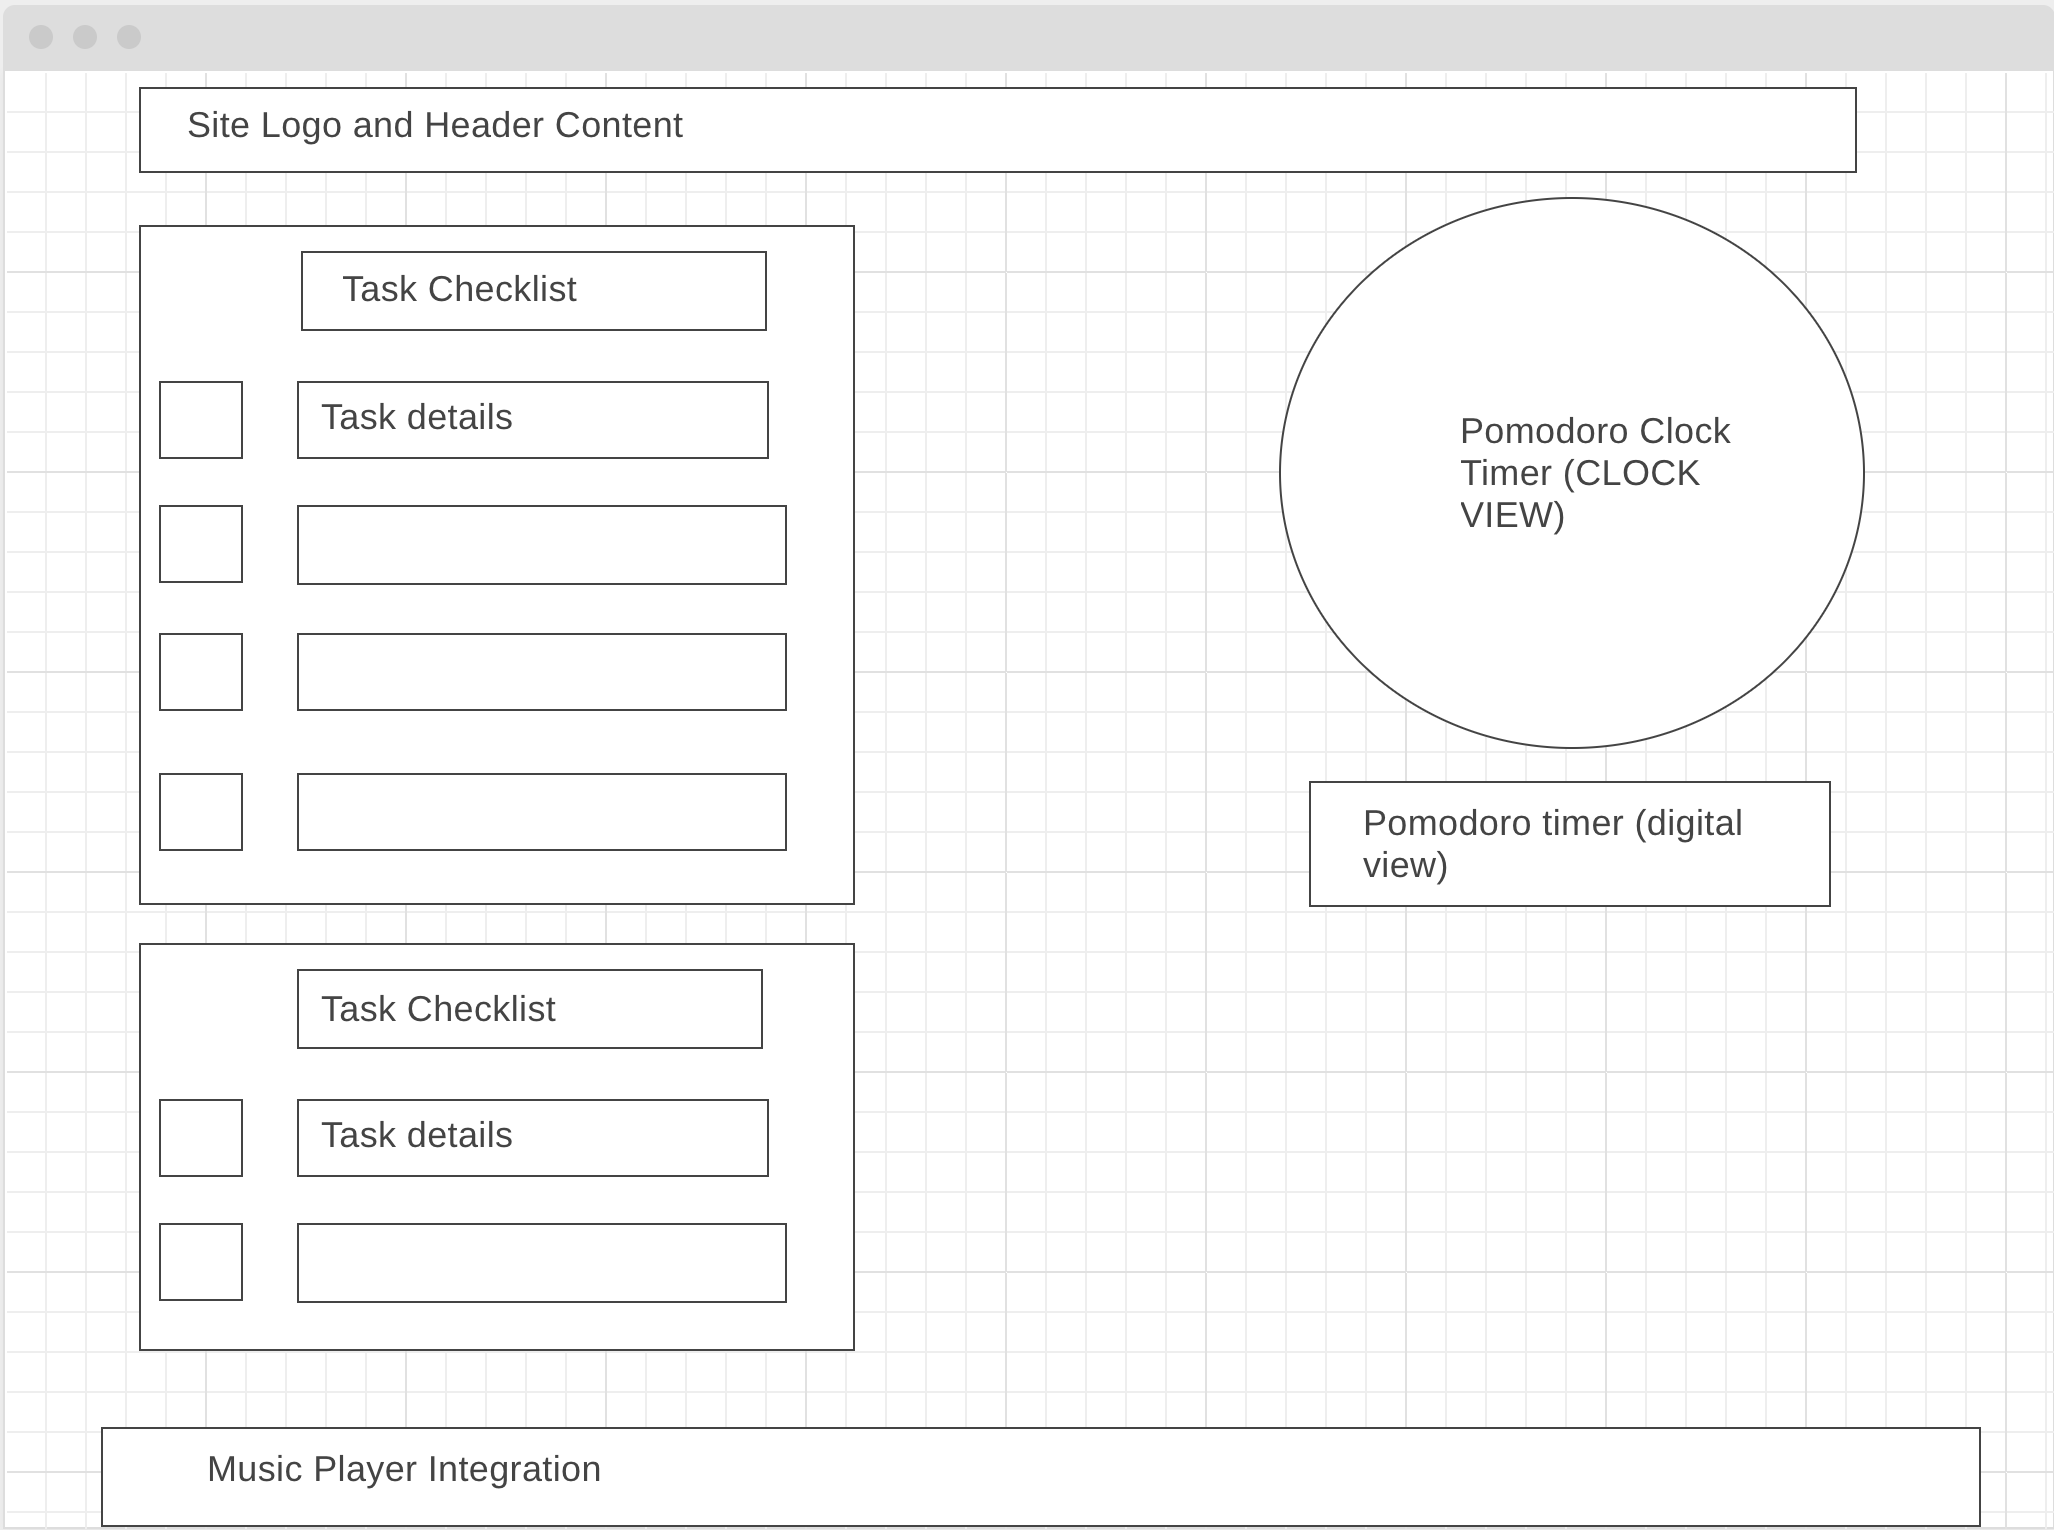 Site Logo and Header Content
Task Checklist
Task details
Pomodoro Clock
Timer (CLOCK
VIEW)
Pomodoro timer (digital
view)
Task Checklist
Task details
Music Player Integration